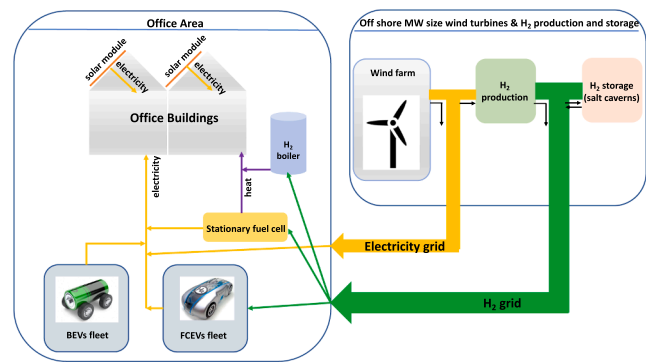 Office Area
Off shore MW size wind turbines & H₂ production and storage
solar module
electricity
solar module
electricity
Office Buildings
H₂
boiler
Wind farm
H₂
production
H₂ storage
(salt caverns)
electricity
heat
Stationary fuel cell
Electricity grid
H₂ grid
BEVs fleet
FCEVs fleet